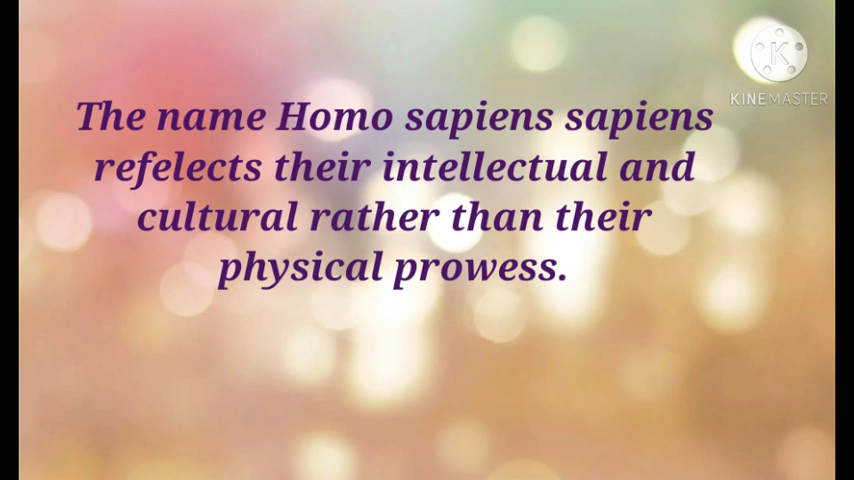 K
KINEMASTER
The name Homo sapiens sapiens
refelects their intellectual and
cultural rather than their
physical prowess.